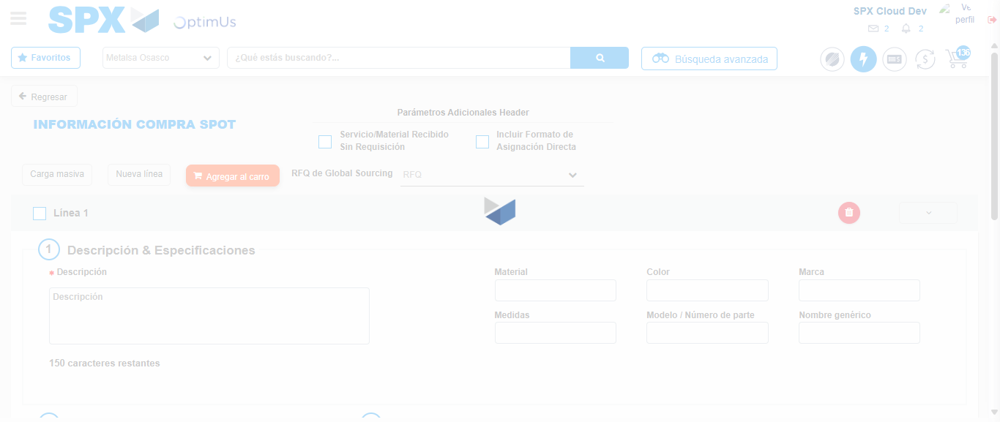 SPX OptimUs
SPX Cloud Dev
Ve
perfil
2 2
Favoritos
Metalsa Osasco
¿Qué estás buscando?...
Búsqueda avanzada
136
Regresar
INFORMACIÓN COMPRA SPOT
Parámetros Adicionales Header
Servicio/Material Recibido
Sin Requisición
Incluir Formato de
Asignación Directa
Carga masiva
Nueva línea
Agregar al carro
RFQ de Global Sourcing
RFQ
Linea 1
1 Descripción & Especificaciones
* Descripción
Descripción
150 caracteres restantes
Material
Color
Marca
Medidas
Modelo / Número de parte
Nombre genérico